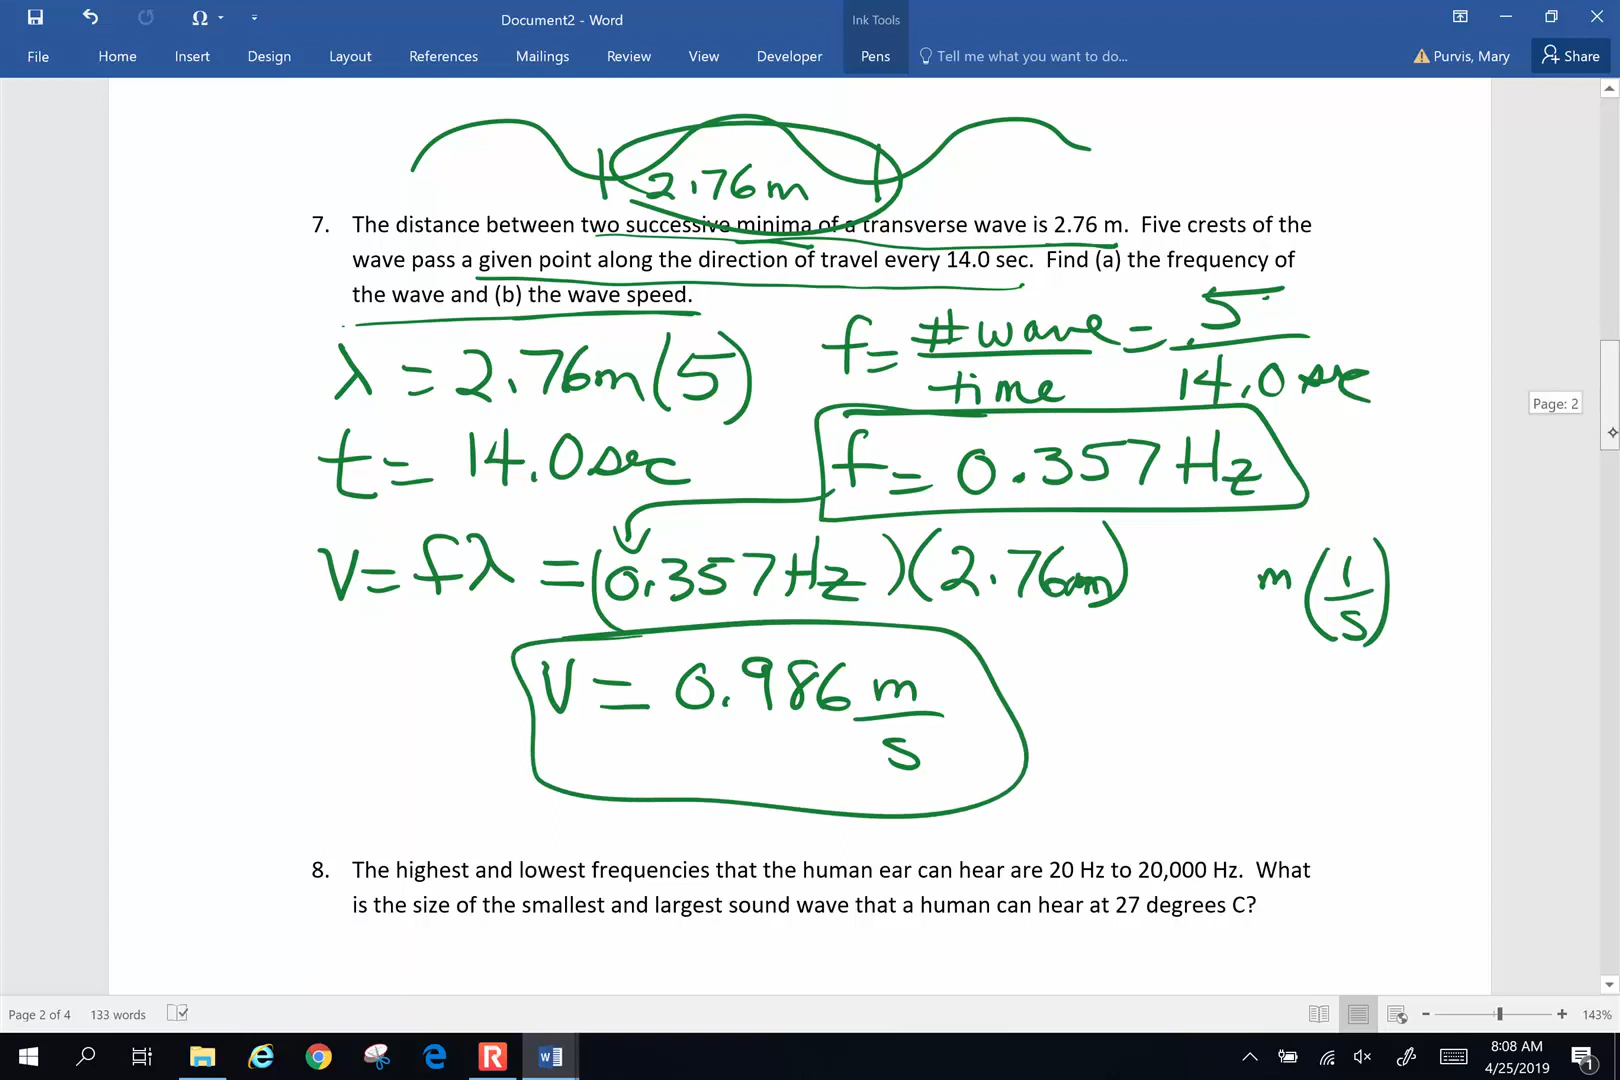 Document2 - Word
Ink Tools
File Home Insert Design Layout References Mailings Review View Developer Pens Tell me what you want to do... Purvis, Mary Share
2.76 m
7. The distance between two successive minima of a transverse wave is 2.76 m. Five crests of the
wave pass a given point along the direction of travel every 14.0 sec. Find (a) the frequency of
the wave and (b) the wave speed.
λ = 2.76m(5)
f = #wave/time = 5/14.0 sec
t = 14.0 sec
f = 0.357 Hz
Page: 2
V = fλ = (0.357 Hz)(2.76m)
m(1/s)
V = 0.986 m/s
8. The highest and lowest frequencies that the human ear can hear are 20 Hz to 20,000 Hz. What
is the size of the smallest and largest sound wave that a human can hear at 27 degrees C?
Page 2 of 4 133 words 143%
8:08 AM
4/25/2019
1